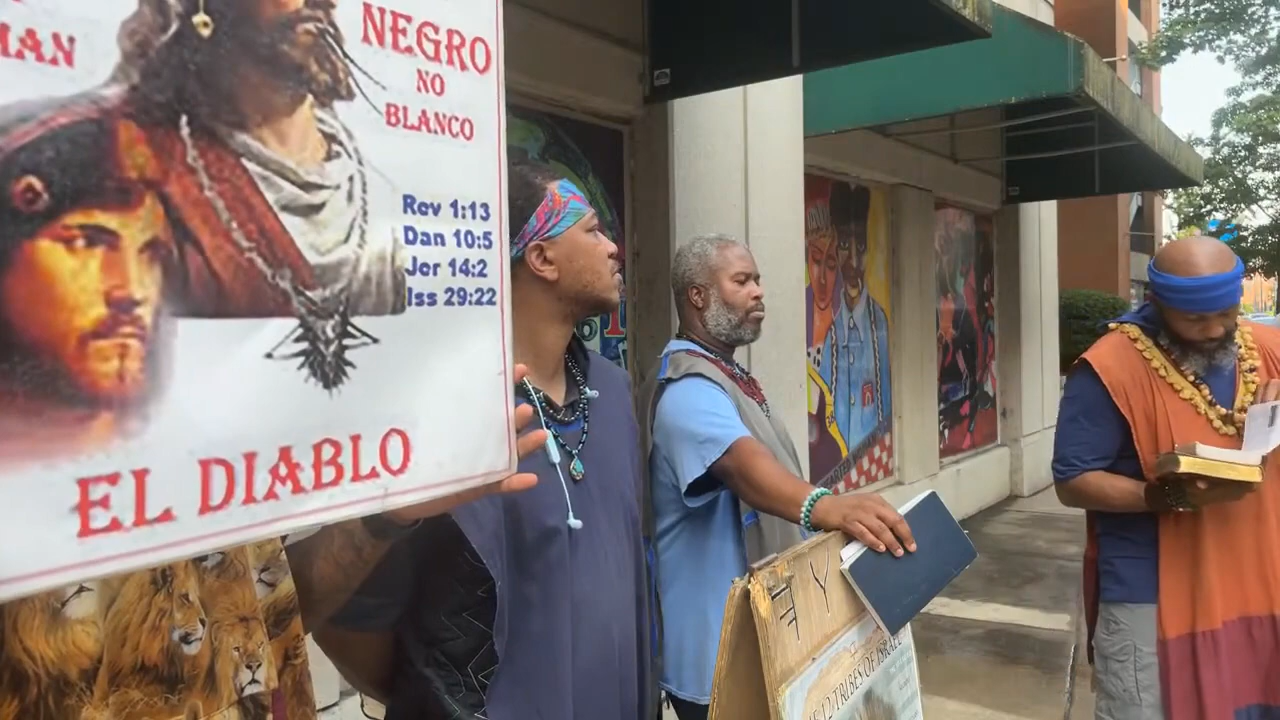 MAN
NEGRO
NO
BLANCO
Rev 1:13
Dan 10:5
Jer 14:2
Iss 29:22
EL DIABLO
12 TRIBES OF ISRAEL